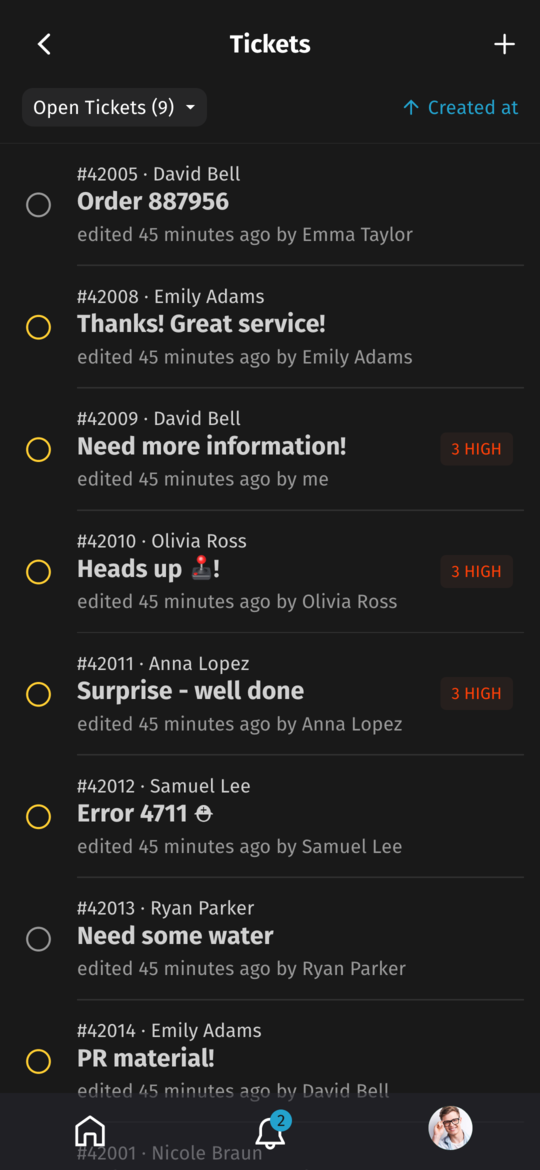 Tickets
Open Tickets (9)
Created at
#42005 · David Bell
Order 887956
edited 45 minutes ago by Emma Taylor
#42008 · Emily Adams
Thanks! Great service!
edited 45 minutes ago by Emily Adams
#42009 · David Bell
Need more information!
3 HIGH
edited 45 minutes ago by me
#42010 · Olivia Ross
Heads up 🕹️!
3 HIGH
edited 45 minutes ago by Olivia Ross
#42011 · Anna Lopez
Surprise - well done
3 HIGH
edited 45 minutes ago by Anna Lopez
#42012 · Samuel Lee
Error 4711 ⛑
edited 45 minutes ago by Samuel Lee
#42013 · Ryan Parker
Need some water
edited 45 minutes ago by Ryan Parker
#42014 · Emily Adams
PR material!
edited 45 minutes ago by David Bell
2
#42001 · Nicole Braun